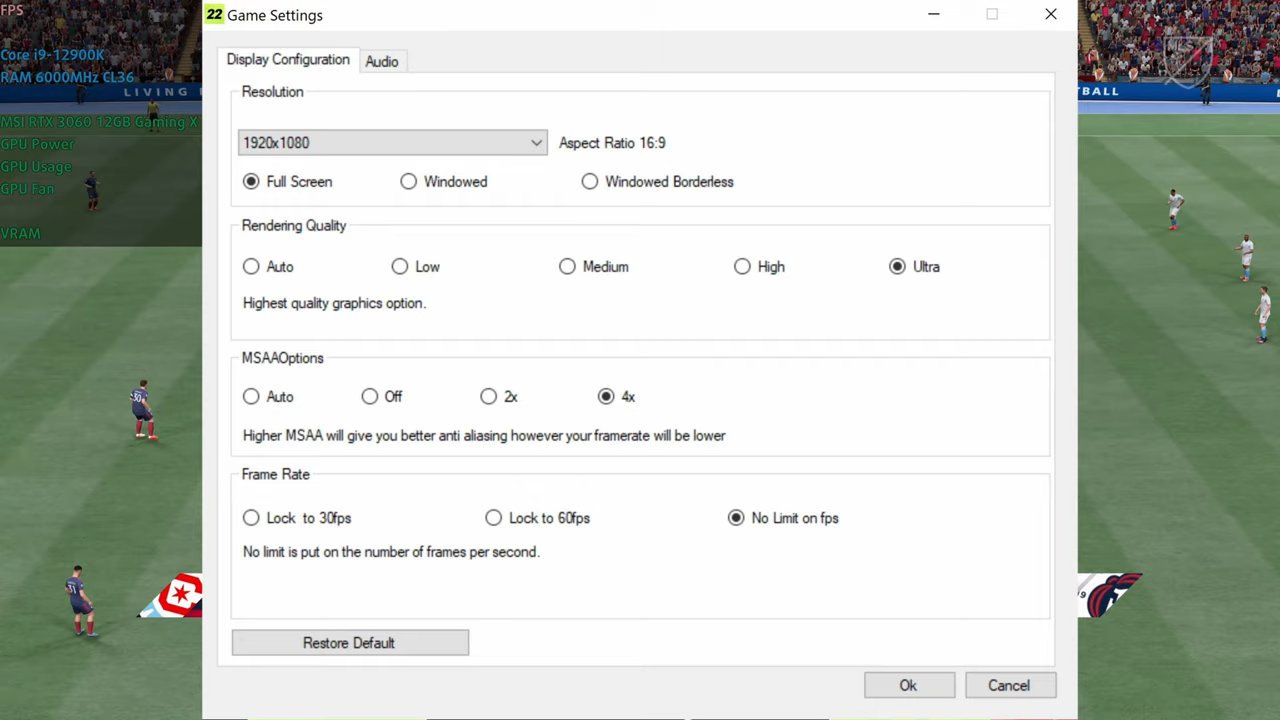 FPS
Core i9-12900K
RAM 6000MHz CL36
MSI RTX 3060 12GB Gaming X
GPU Power
GPU Usage
GPU Fan
VRAM
LIVING F
TBALL
22 Game Settings
Display Configuration Audio
Resolution
1920x1080 Aspect Ratio 16:9
Full Screen Windowed Windowed Borderless
Rendering Quality
Auto Low Medium High Ultra
Highest quality graphics option.
MSAAOptions
Auto Off 2x 4x
Higher MSAA will give you better anti aliasing however your framerate will be lower
Frame Rate
Lock to 30fps Lock to 60fps No Limit on fps
No limit is put on the number of frames per second.
Restore Default
Ok Cancel
30
31